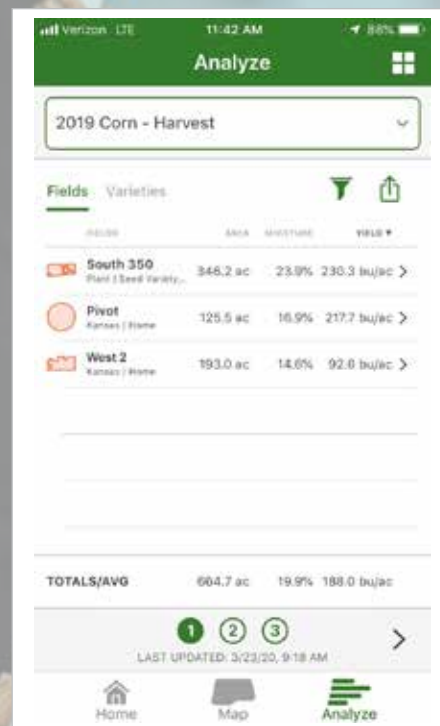 Verizon LTE 11:42 AM 88%
Analyze
2019 Corn - Harvest
Fields Varieties
FIELDS AREA MOISTURE YIELD ▼
South 350 346.2 ac 23.9% 230.3 bu/ac
Plant | Seed Variety...
Pivot 125.5 ac 16.9% 217.7 bu/ac
Kansas | Home
West 2 193.0 ac 14.6% 92.6 bu/ac
Kansas | Home
TOTALS/AVG 664.7 ac 19.9% 188.0 bu/ac
1 2 3
LAST UPDATED: 3/23/20, 9:18 AM
Home Map Analyze